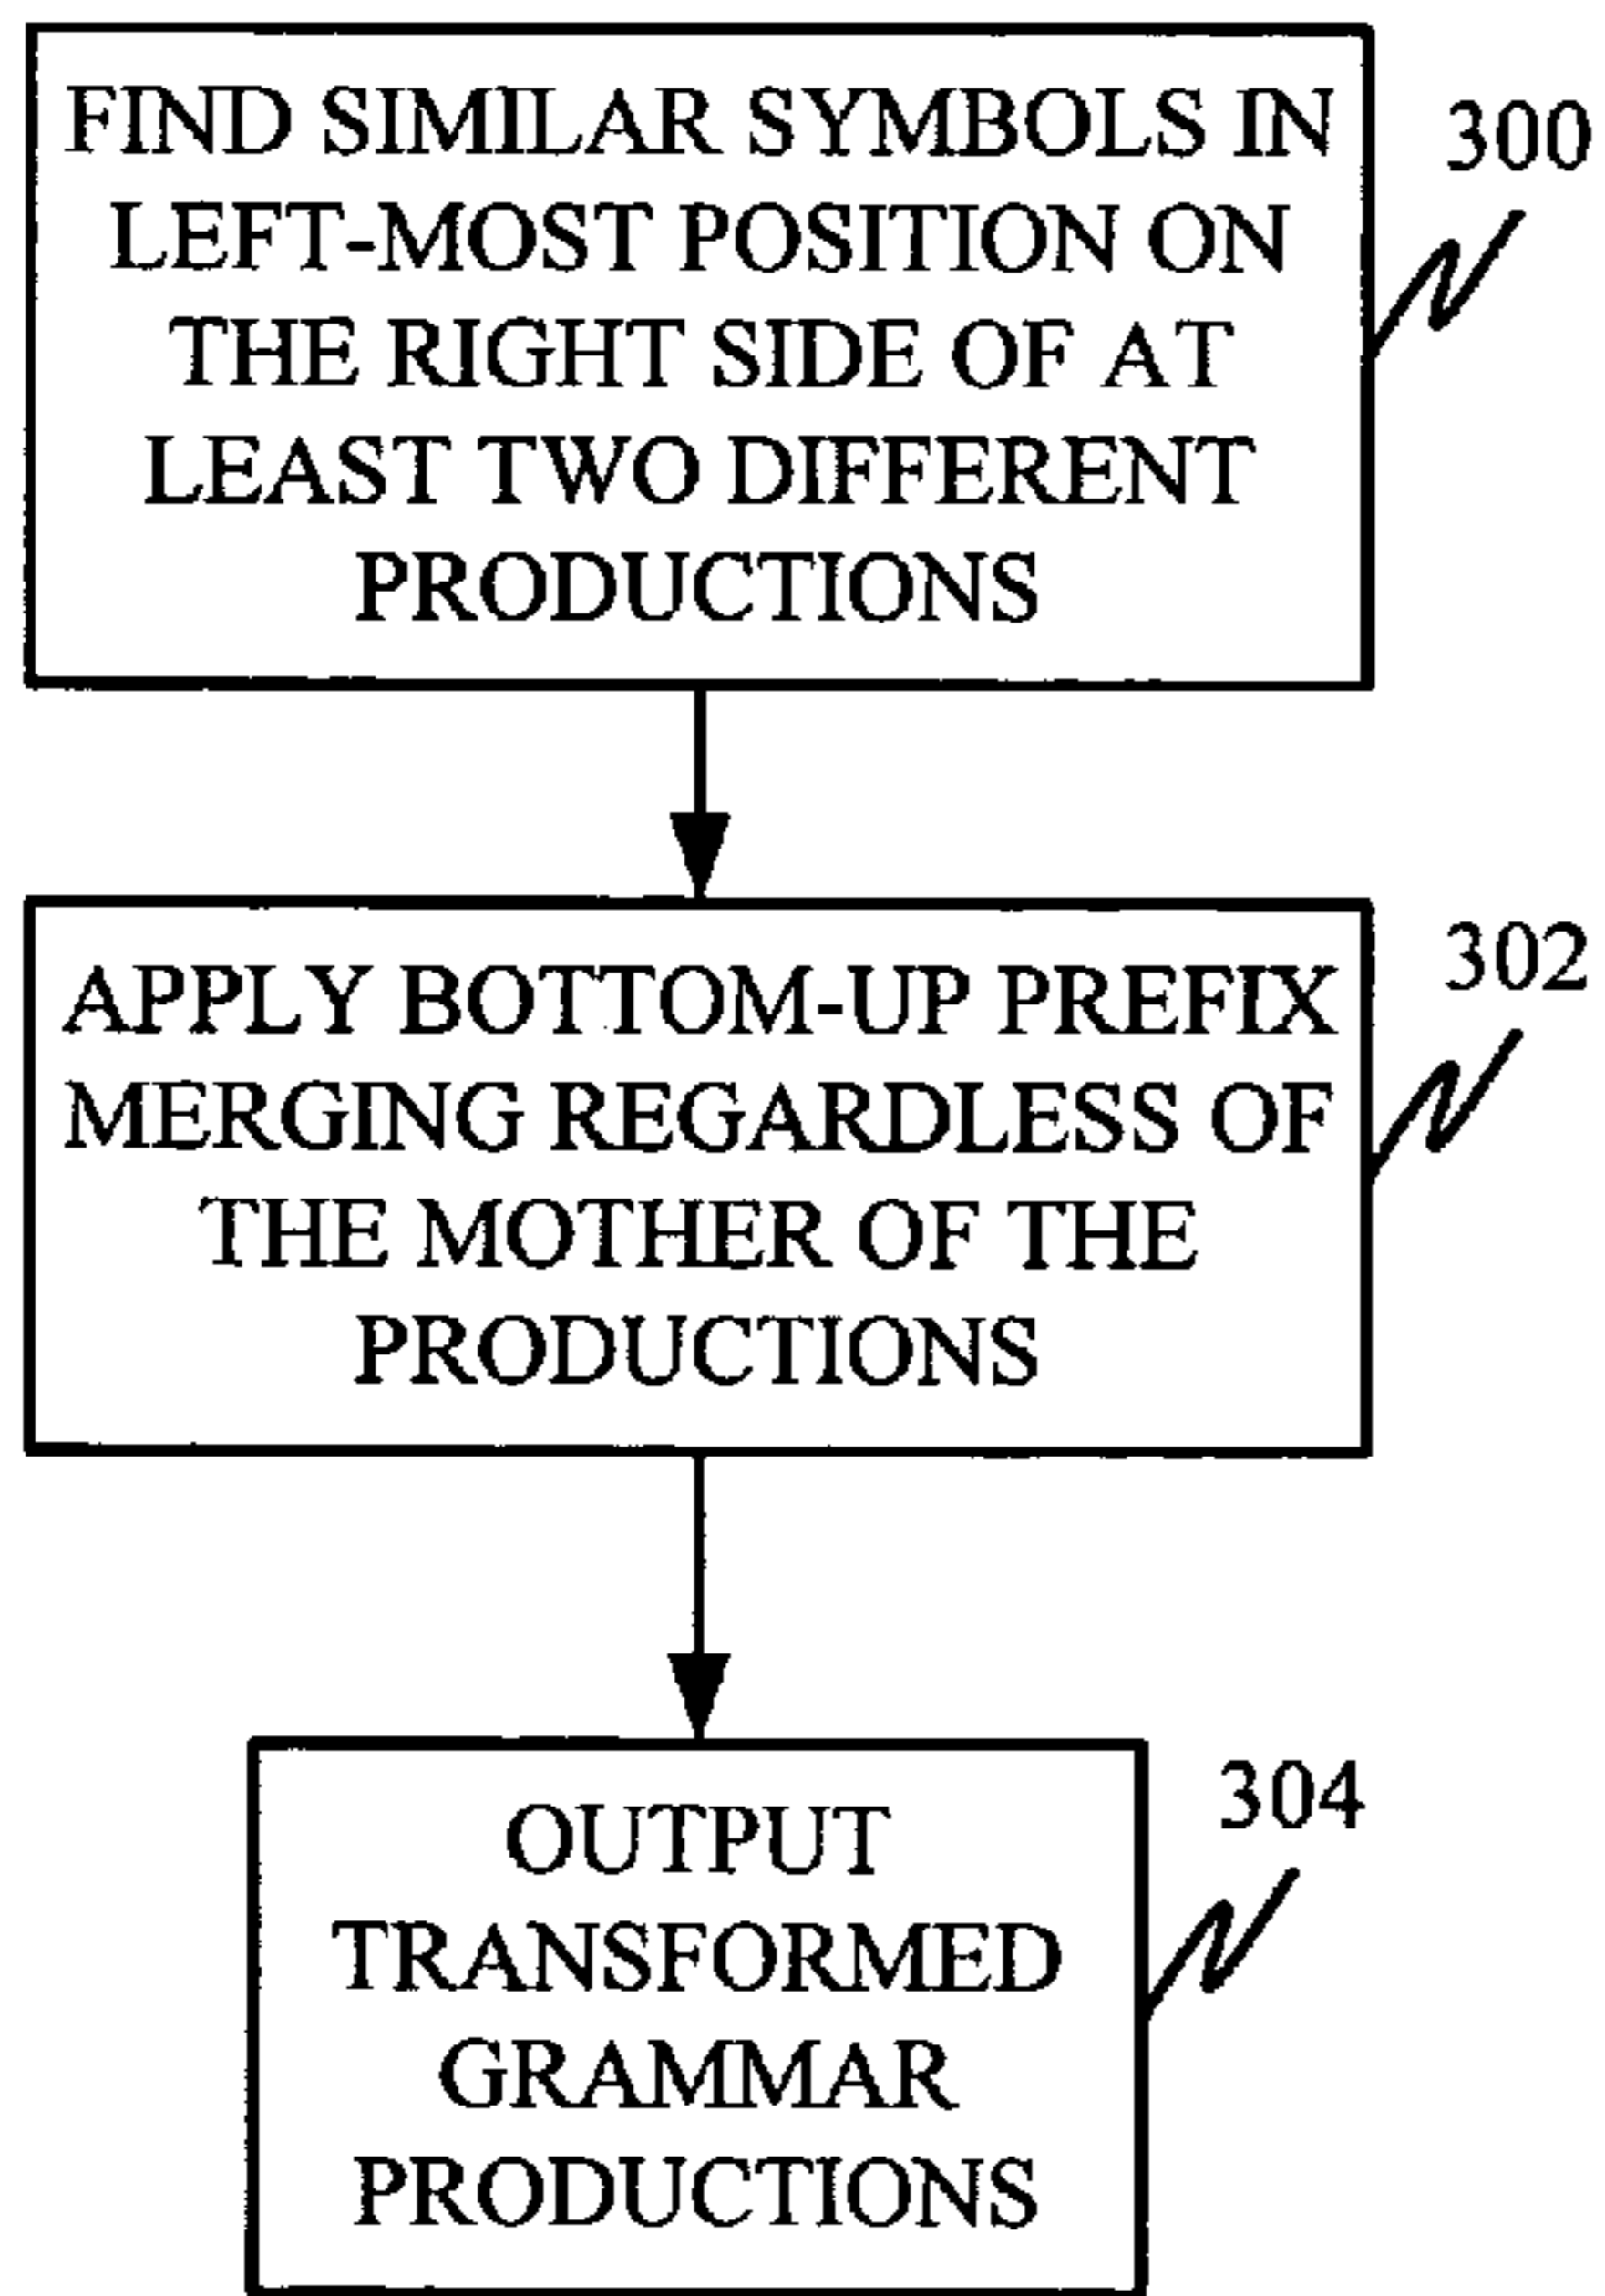 FIND SIMILAR SYMBOLS IN
LEFT-MOST POSITION ON
THE RIGHT SIDE OF AT
LEAST TWO DIFFERENT
PRODUCTIONS
300
APPLY BOTTOM-UP PREFIX
MERGING REGARDLESS OF
THE MOTHER OF THE
PRODUCTIONS
302
OUTPUT
TRANSFORMED
GRAMMAR
PRODUCTIONS
304